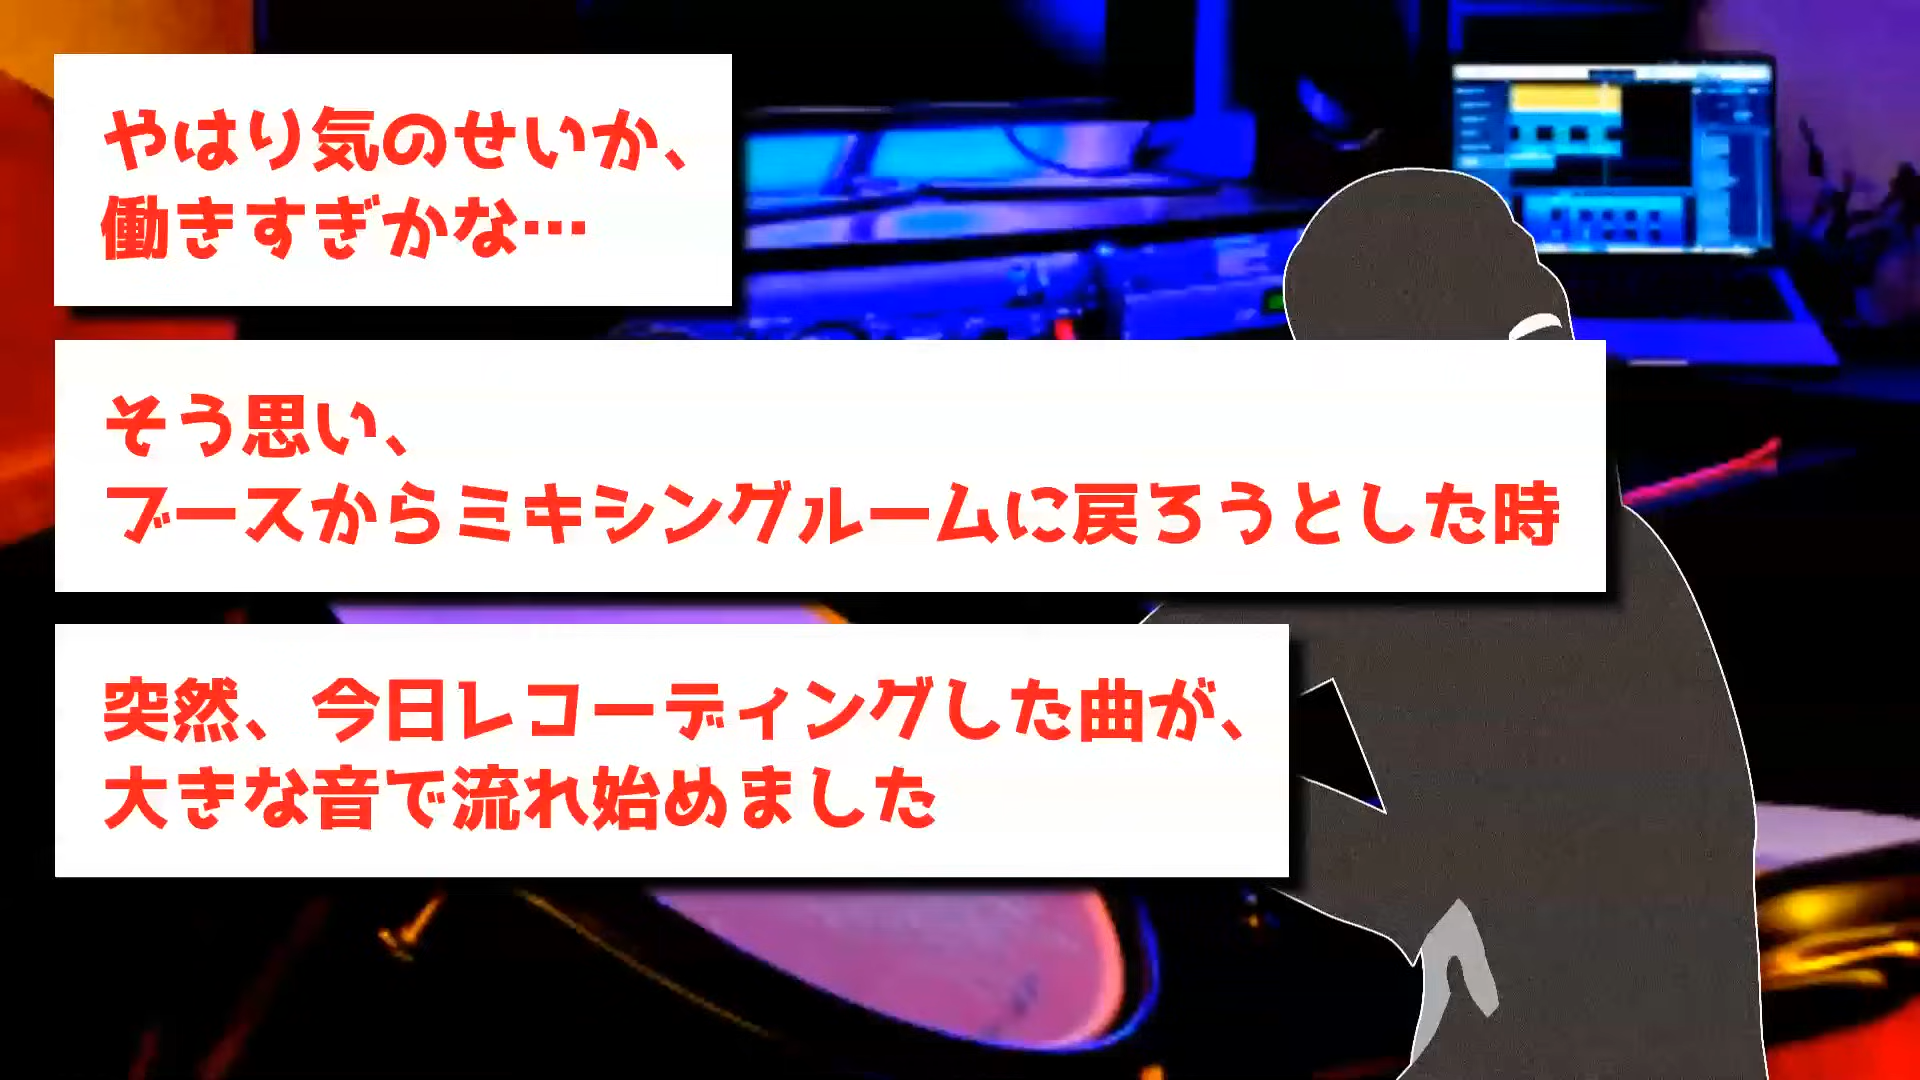 やはり気のせいか、
働きすぎかな…
そう思い、
ブースからミキシングルームに戻ろうとした時
突然、今日レコーディングした曲が、
大きな音で流れ始めました